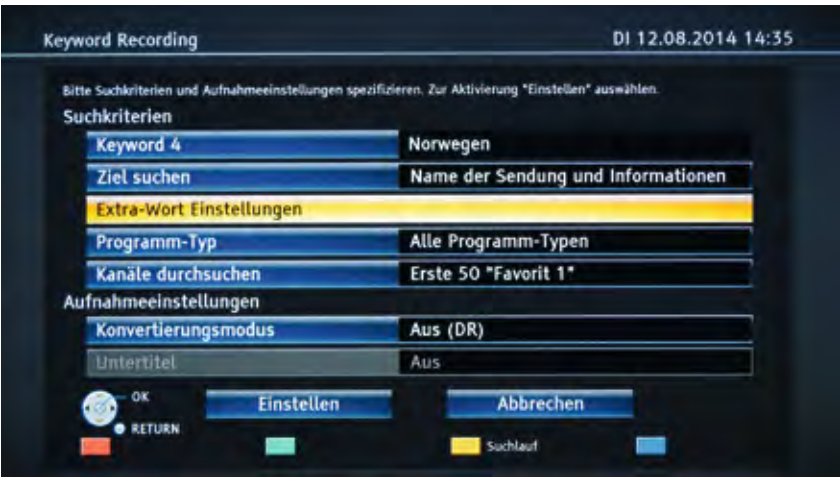 Keyword Recording DI 12.08.2014 14:35
Bitte Suchkriterien und Aufnahmeeinstellungen spezifizieren. Zur Aktivierung "Einstellen" auswählen.
Suchkriterien
Keyword 4 Norwegen
Ziel suchen Name der Sendung und Informationen
Extra-Wort Einstellungen
Programm-Typ Alle Programm-Typen
Kanäle durchsuchen Erste 50 "Favorit 1"
Aufnahmeeinstellungen
Konvertierungsmodus Aus (DR)
Untertitel Aus
OK Einstellen Abbrechen
RETURN
Suchlauf